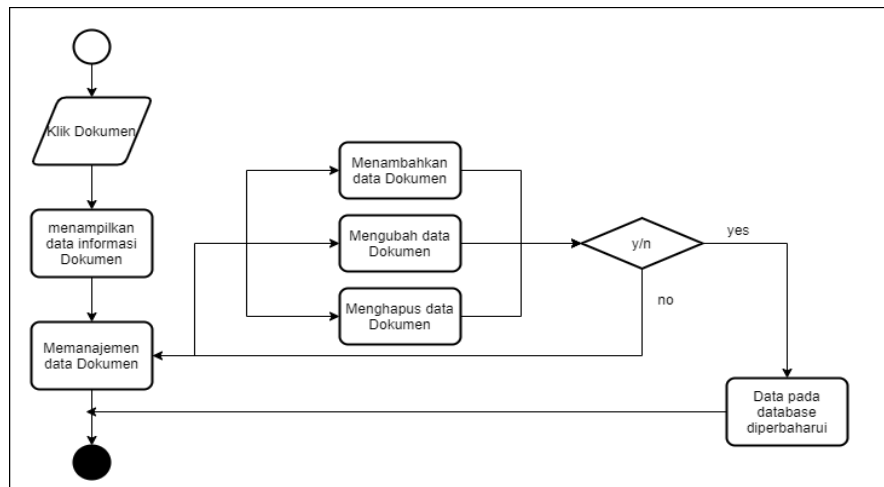 Klik Dokumen
menampilkan
data informasi
Dokumen
Memanajemen
data Dokumen
Menambahkan
data Dokumen
Mengubah data
Dokumen
Menghapus data
Dokumen
y/n
yes
no
Data pada
database
diperbaharui